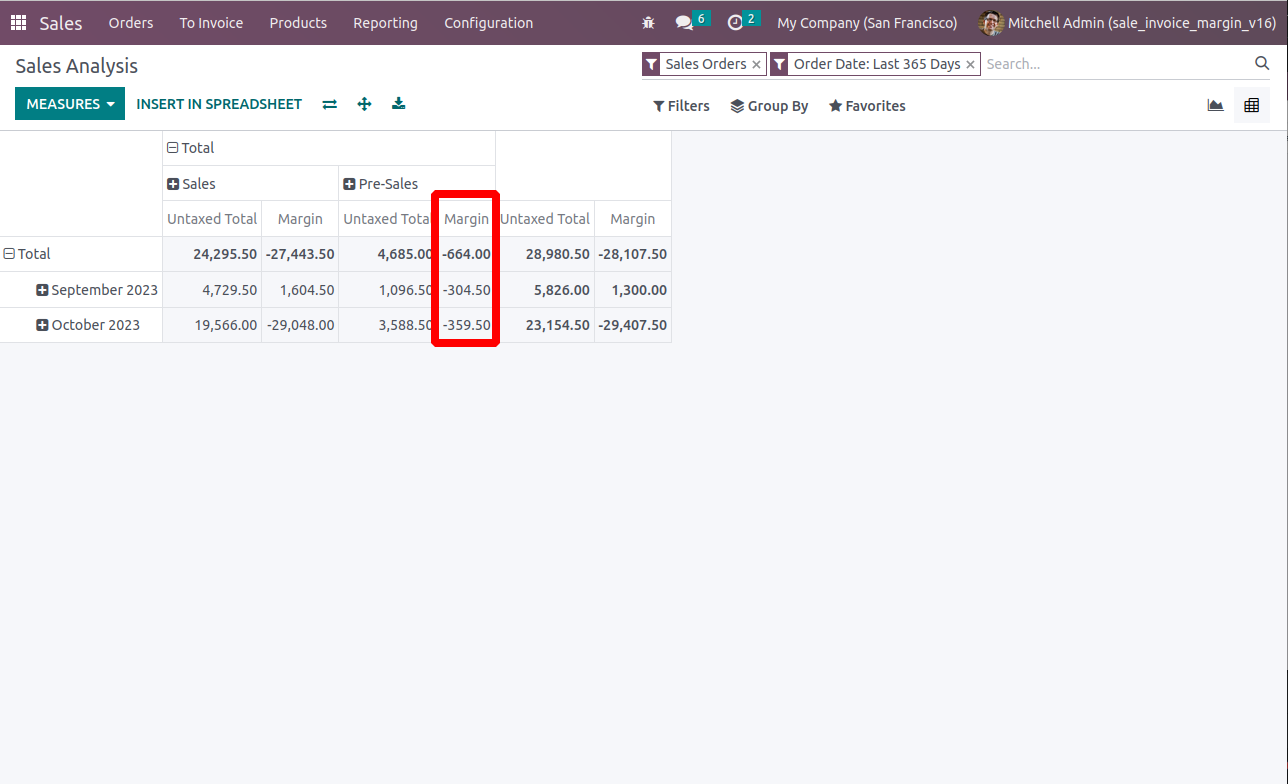 Sales Orders To Invoice Products Reporting Configuration 6 2 My Company (San Francisco) Mitchell Admin (sale_invoice_margin_v16)
Sales Analysis Sales Orders × Order Date: Last 365 Days × Search...
MEASURES INSERT IN SPREADSHEET Filters Group By Favorites
Total
Sales Pre-Sales
Untaxed Total Margin Untaxed Total Margin Untaxed Total Margin
Total 24,295.50 -27,443.50 4,685.00 -664.00 28,980.50 -28,107.50
September 2023 4,729.50 1,604.50 1,096.50 -304.50 5,826.00 1,300.00
October 2023 19,566.00 -29,048.00 3,588.50 -359.50 23,154.50 -29,407.50